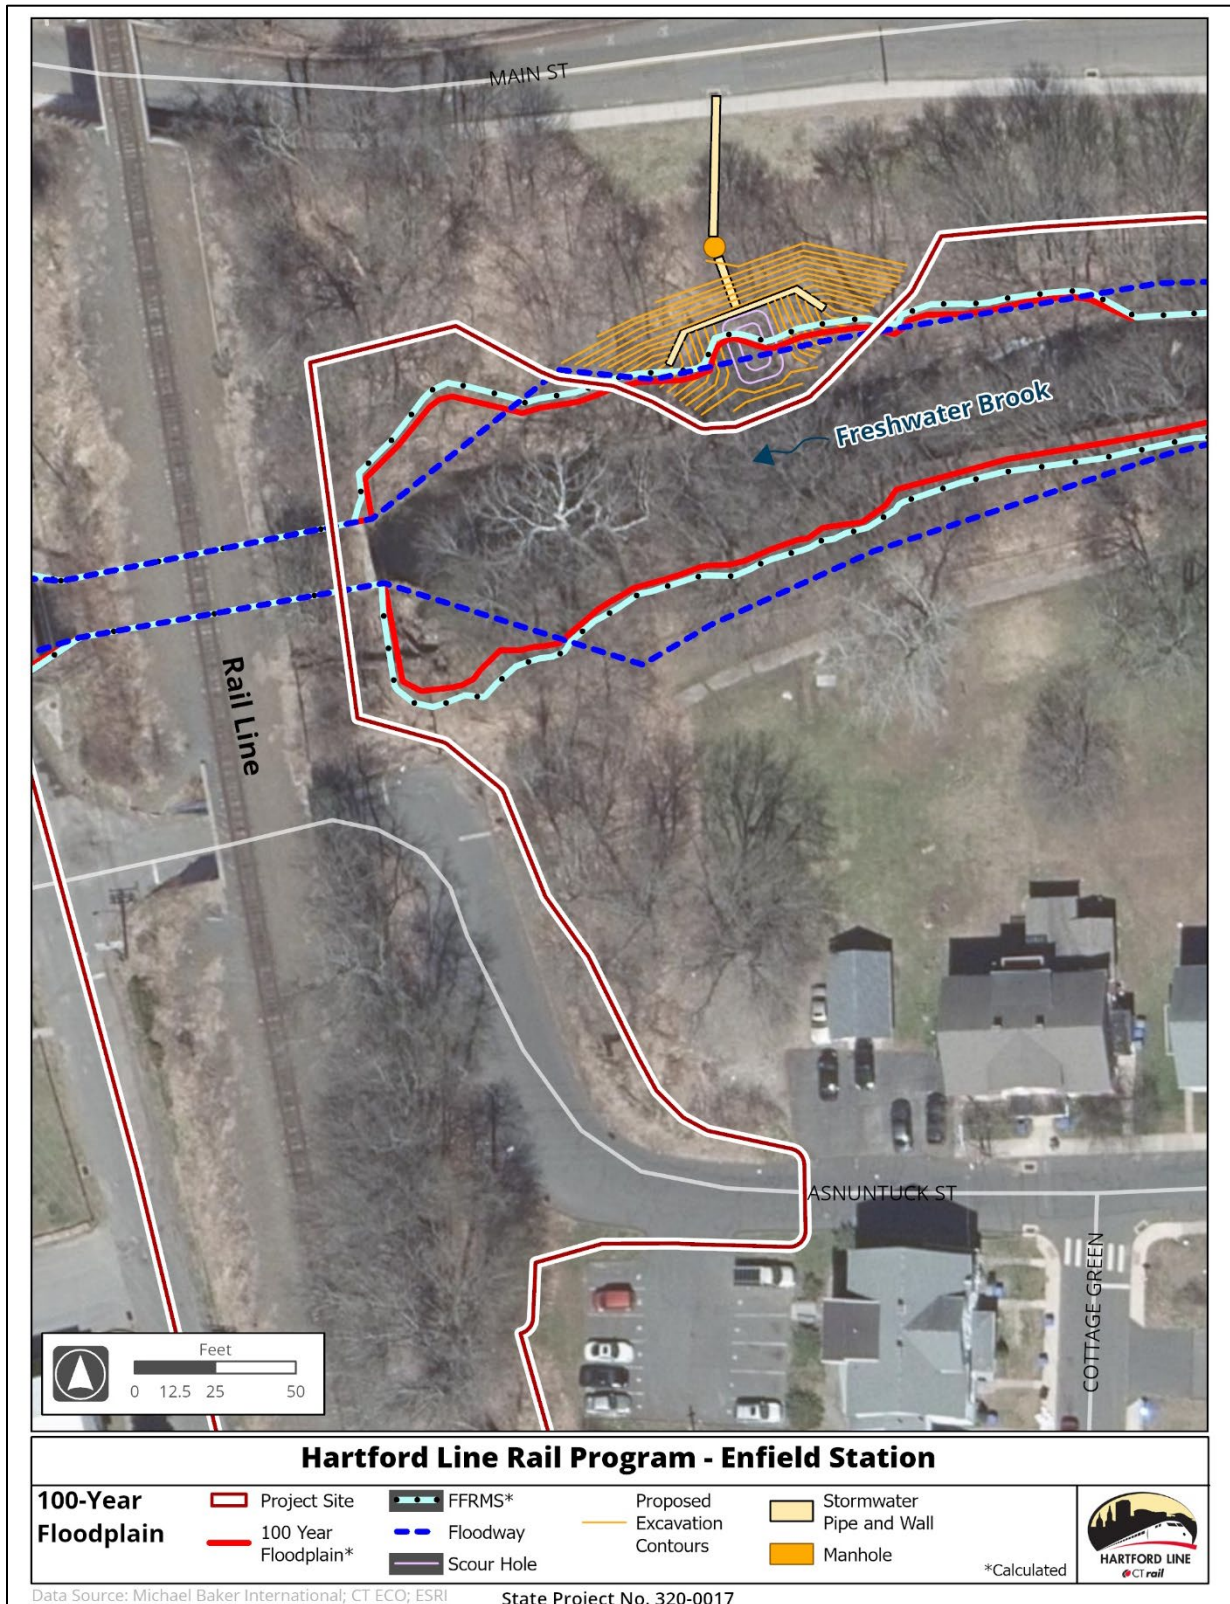 MAIN ST
Freshwater Brook
Rail Line
ASNUNTUCK ST
COTTAGE GREEN
Feet
0 12.5 25 50
Hartford Line Rail Program - Enfield Station
100-Year
Floodplain
Project Site
100 Year
Floodplain*
FFRMS*
Floodway
Scour Hole
Proposed
Excavation
Contours
Stormwater
Pipe and Wall
Manhole
*Calculated
HARTFORD LINE
CTrail
Data Source: Michael Baker International; CT ECO; ESRI
State Project No. 320-0017